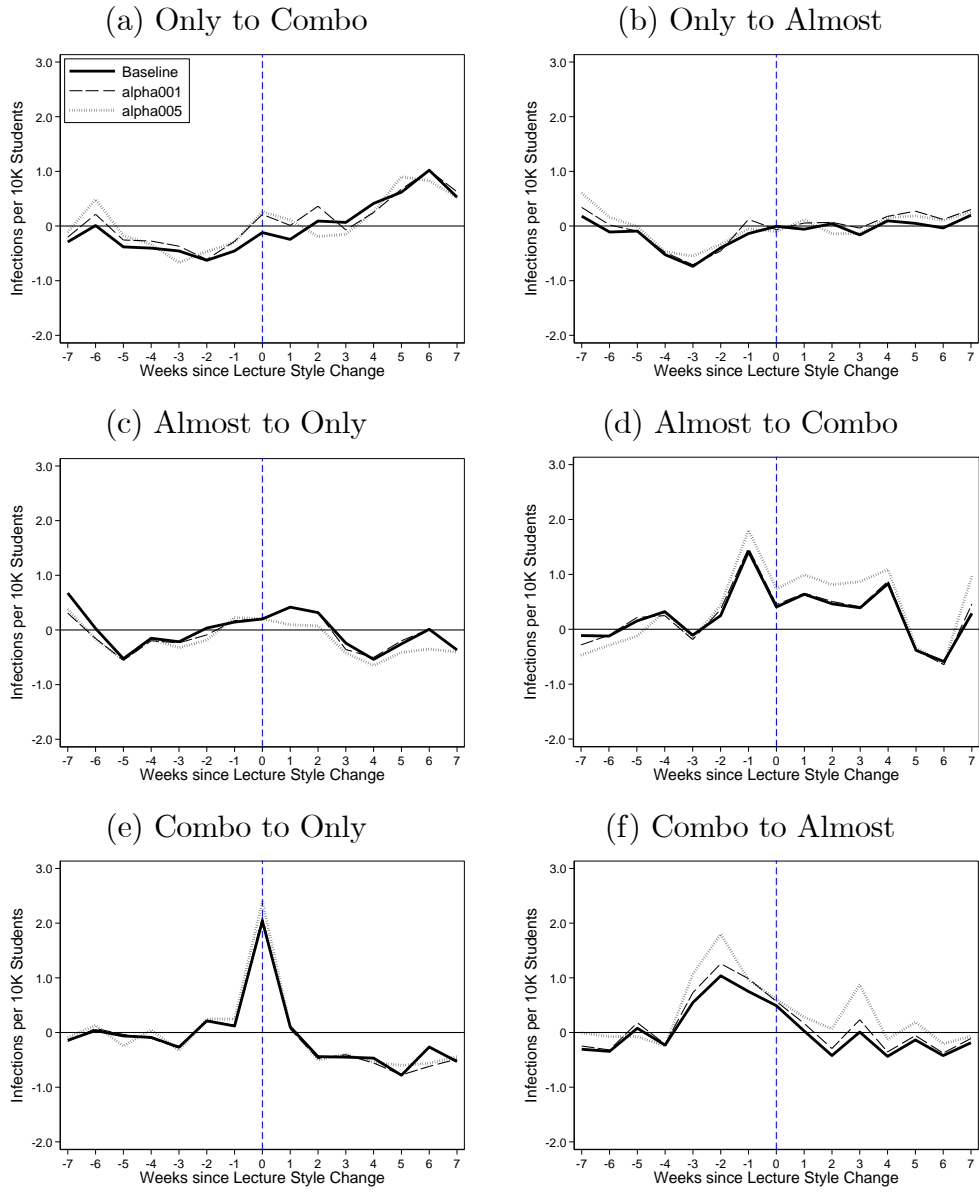 (a) Only to Combo
Infections per 10K Students
3.0
2.0
1.0
0
-1.0
-2.0
Baseline
alpha001
alpha005
-7 -6 -5 -4 -3 -2 -1 0 1 2 3 4 5 6 7
Weeks since Lecture Style Change
(b) Only to Almost
Infections per 10K Students
3.0
2.0
1.0
0
-1.0
-2.0
-7 -6 -5 -4 -3 -2 -1 0 1 2 3 4 5 6 7
Weeks since Lecture Style Change
(c) Almost to Only
Infections per 10K Students
3.0
2.0
1.0
0
-1.0
-2.0
-7 -6 -5 -4 -3 -2 -1 0 1 2 3 4 5 6 7
Weeks since Lecture Style Change
(d) Almost to Combo
Infections per 10K Students
3.0
2.0
1.0
0
-1.0
-2.0
-7 -6 -5 -4 -3 -2 -1 0 1 2 3 4 5 6 7
Weeks since Lecture Style Change
(e) Combo to Only
Infections per 10K Students
3.0
2.0
1.0
0
-1.0
-2.0
-7 -6 -5 -4 -3 -2 -1 0 1 2 3 4 5 6 7
Weeks since Lecture Style Change
(f) Combo to Almost
Infections per 10K Students
3.0
2.0
1.0
0
-1.0
-2.0
-7 -6 -5 -4 -3 -2 -1 0 1 2 3 4 5 6 7
Weeks since Lecture Style Change